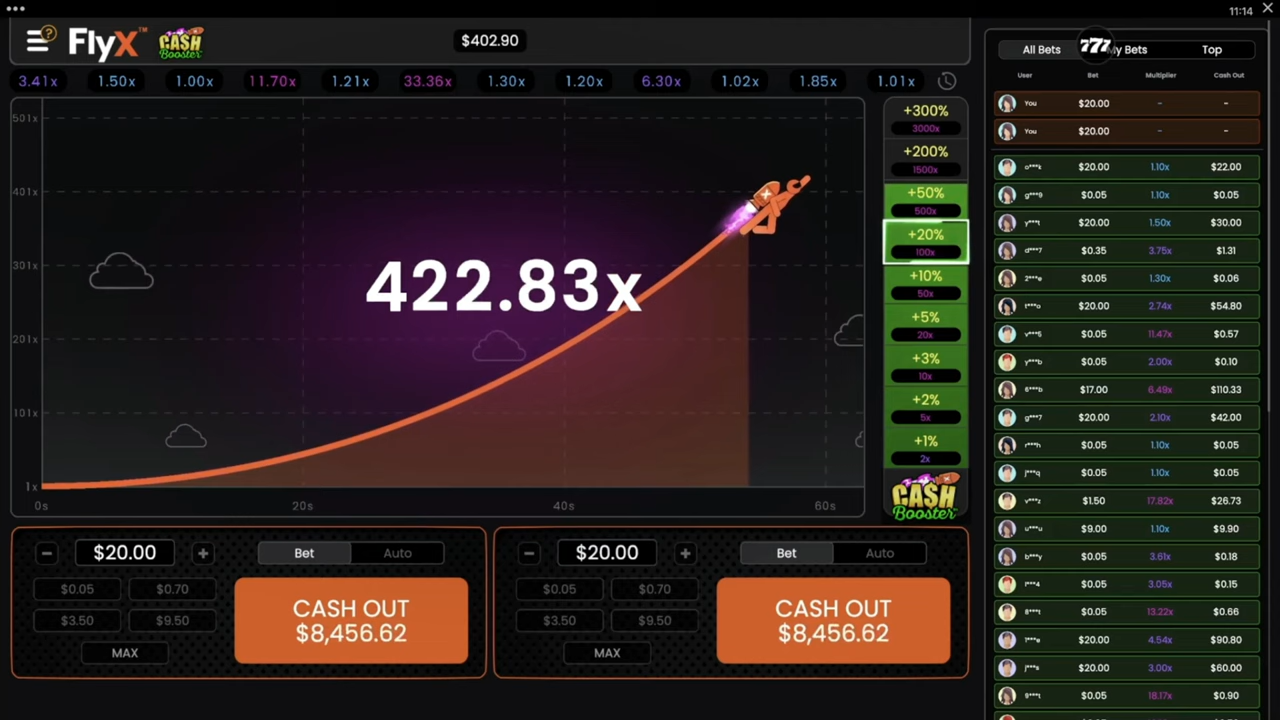 11:14
FlyX™
CASH Booster
$402.90
3.41x 1.50x 1.00x 11.70x 1.21x 33.36x 1.30x 1.20x 6.30x 1.02x 1.85x 1.01x
501x
401x
301x
201x
101x
1x
0s 20s 40s 60s
422.83x
+300%
3000x
+200%
1500x
+50%
500x
+20%
100x
+10%
50x
+5%
20x
+3%
10x
+2%
5x
+1%
2x
CASH Booster
$20.00
Bet Auto
$0.05 $0.70
$3.50 $9.50
MAX
CASH OUT
$8,456.62
$20.00
Bet Auto
$0.05 $0.70
$3.50 $9.50
MAX
CASH OUT
$8,456.62
All Bets 777 My Bets Top
User Bet Multiplier Cash Out
You $20.00 - -
You $20.00 - -
o***k $20.00 1.10x $22.00
g***9 $0.05 1.10x $0.05
y***t $20.00 1.50x $30.00
d***7 $0.35 3.75x $1.31
2***e $0.05 1.30x $0.06
$20.00 2.74x $54.80
v***6 $0.05 11.47x $0.57
y***b $0.05 2.00x $0.10
6***b $17.00 6.49x $110.33
g***7 $20.00 2.10x $42.00
r***h $0.05 1.10x $0.05
j***q $0.05 1.10x $0.05
v***z $1.50 17.82x $26.73
u***u $9.00 1.10x $9.90
b***y $0.05 3.61x $0.18
$0.05 3.05x $0.15
8***t $0.05 13.22x $0.66
$20.00 4.54x $90.80
j***s $20.00 3.00x $60.00
$0.05 18.17x $0.90